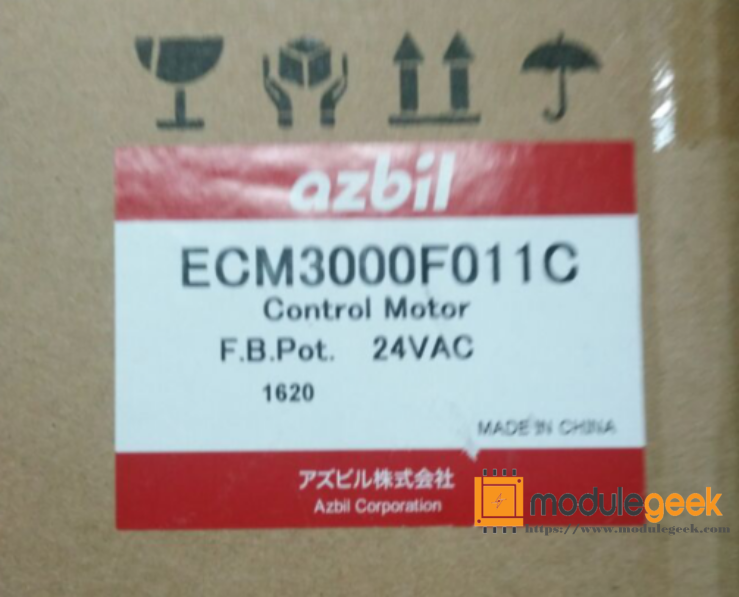 azbil
ECM3000F011C
Control Motor
F.B.Pot. 24VAC
1620
MADE IN CHINA
アズビル株式会社
Azbil Corporation
modulegeek
https://www.modulegeek.com